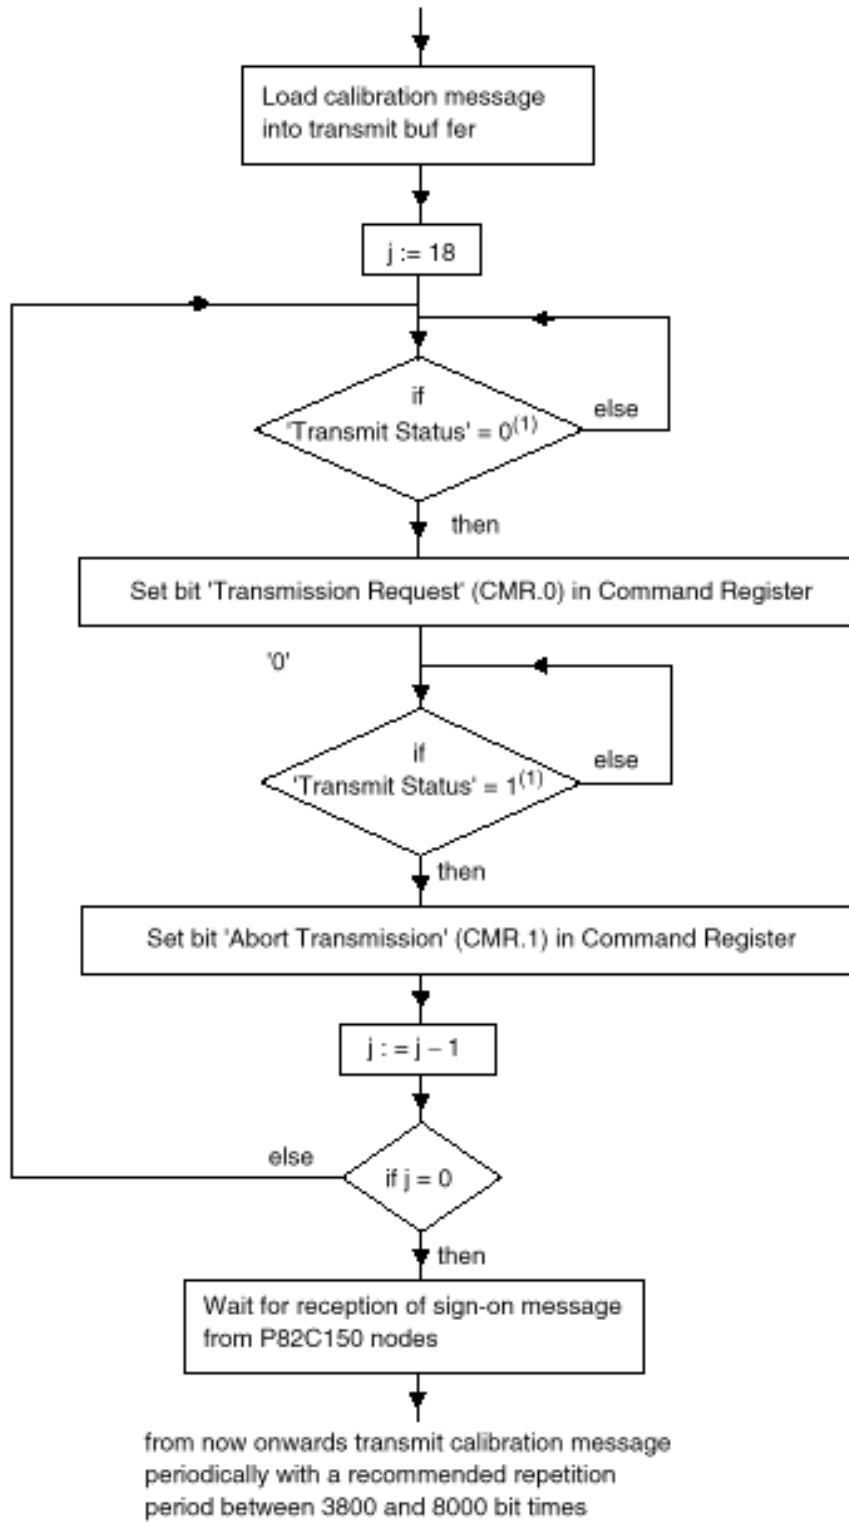 Load calibration message
into transmit buf fer
j := 18
if
'Transmit Status' = 0(1)
else
then
Set bit 'Transmission Request' (CMR.0) in Command Register
'0'
if
'Transmit Status' = 1(1)
else
then
Set bit 'Abort Transmission' (CMR.1) in Command Register
j : = j – 1
else
if j = 0
then
Wait for reception of sign-on message
from P82C150 nodes
from now onwards transmit calibration message
periodically with a recommended repetition
period between 3800 and 8000 bit times